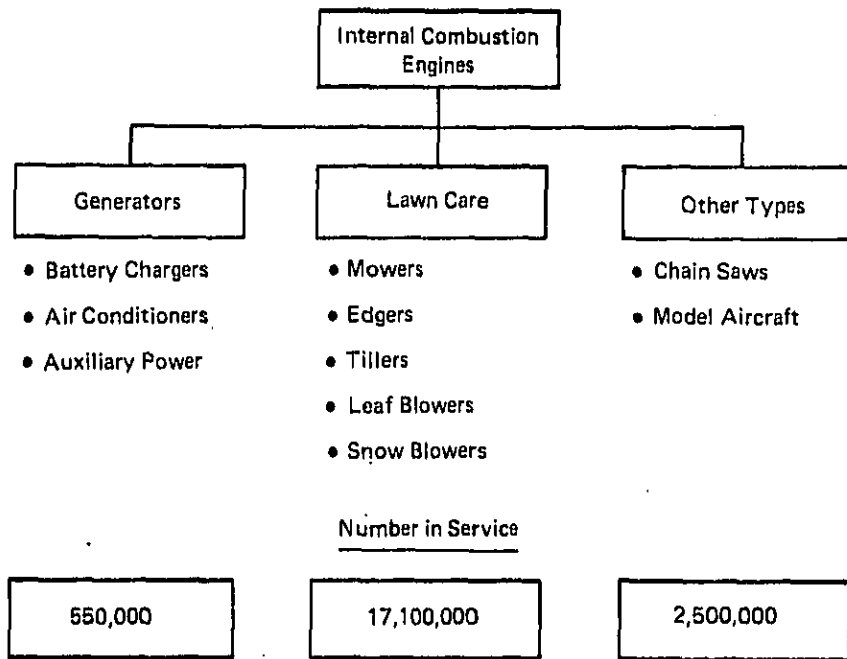 Internal Combustion
Engines
Generators
Lawn Care
Other Types
• Battery Chargers
• Air Conditioners
• Auxiliary Power
• Mowers
• Edgers
• Tillers
• Leaf Blowers
• Snow Blowers
• Chain Saws
• Model Aircraft
Number in Service
550,000
17,100,000
2,500,000